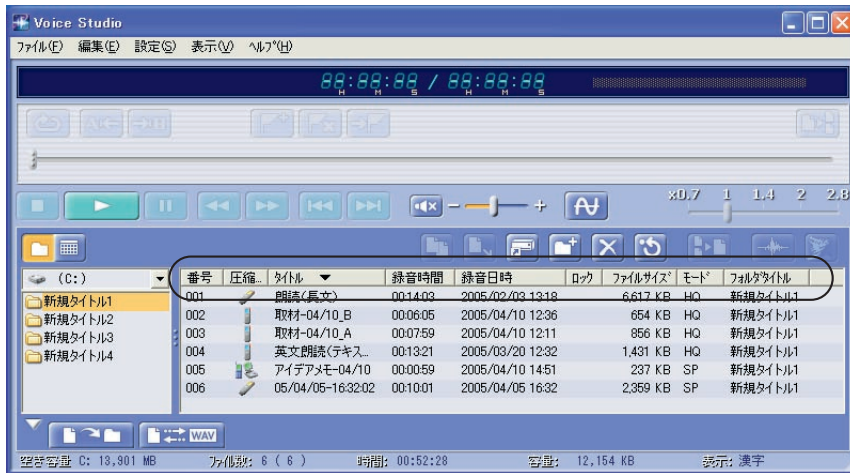 Voice Studio
ファイル(F) 編集(E) 設定(S) 表示(V) ヘルプ(H)
88:88:88 / 88:88:88
H M S H M S
x0.7 1 1.4 2 2.8
(C:)
番号 圧縮... タイトル 録音時間 録音日時 ロック ファイルサイズ モード フォルダタイトル
新規タイトル1
新規タイトル2
新規タイトル3
新規タイトル4
001 朗読(長文) 00:14:03 2005/02/03 13:18 6,617 KB HQ 新規タイトル1
002 取材-04/10_B 00:06:05 2005/04/10 12:36 654 KB HQ 新規タイトル1
003 取材-04/10_A 00:07:59 2005/04/10 12:11 856 KB HQ 新規タイトル1
004 英文朗読(テキス... 00:13:21 2005/03/20 12:32 1,431 KB HQ 新規タイトル1
005 アイデアメモ-04/10 00:00:59 2005/04/10 14:51 237 KB SP 新規タイトル1
006 05/04/05-16:32:02 00:10:01 2005/04/05 16:32 2,359 KB SP 新規タイトル1
WAV
空き容量 C: 13,901 MB ファイル数: 6 ( 6 ) 時間: 00:52:28 容量: 12,154 KB 表示: 漢字